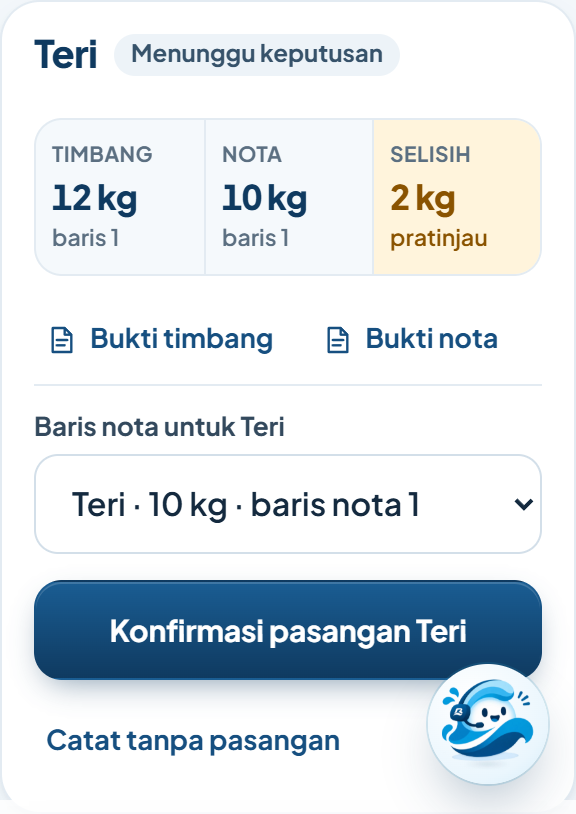 Teri
Menunggu keputusan
TIMBANG
12 kg
baris 1
NOTA
10 kg
baris 1
SELISIH
2 kg
pratinjau
Bukti timbang
Bukti nota
Baris nota untuk Teri
Teri · 10 kg · baris nota 1
Konfirmasi pasangan Teri
Catat tanpa pasangan